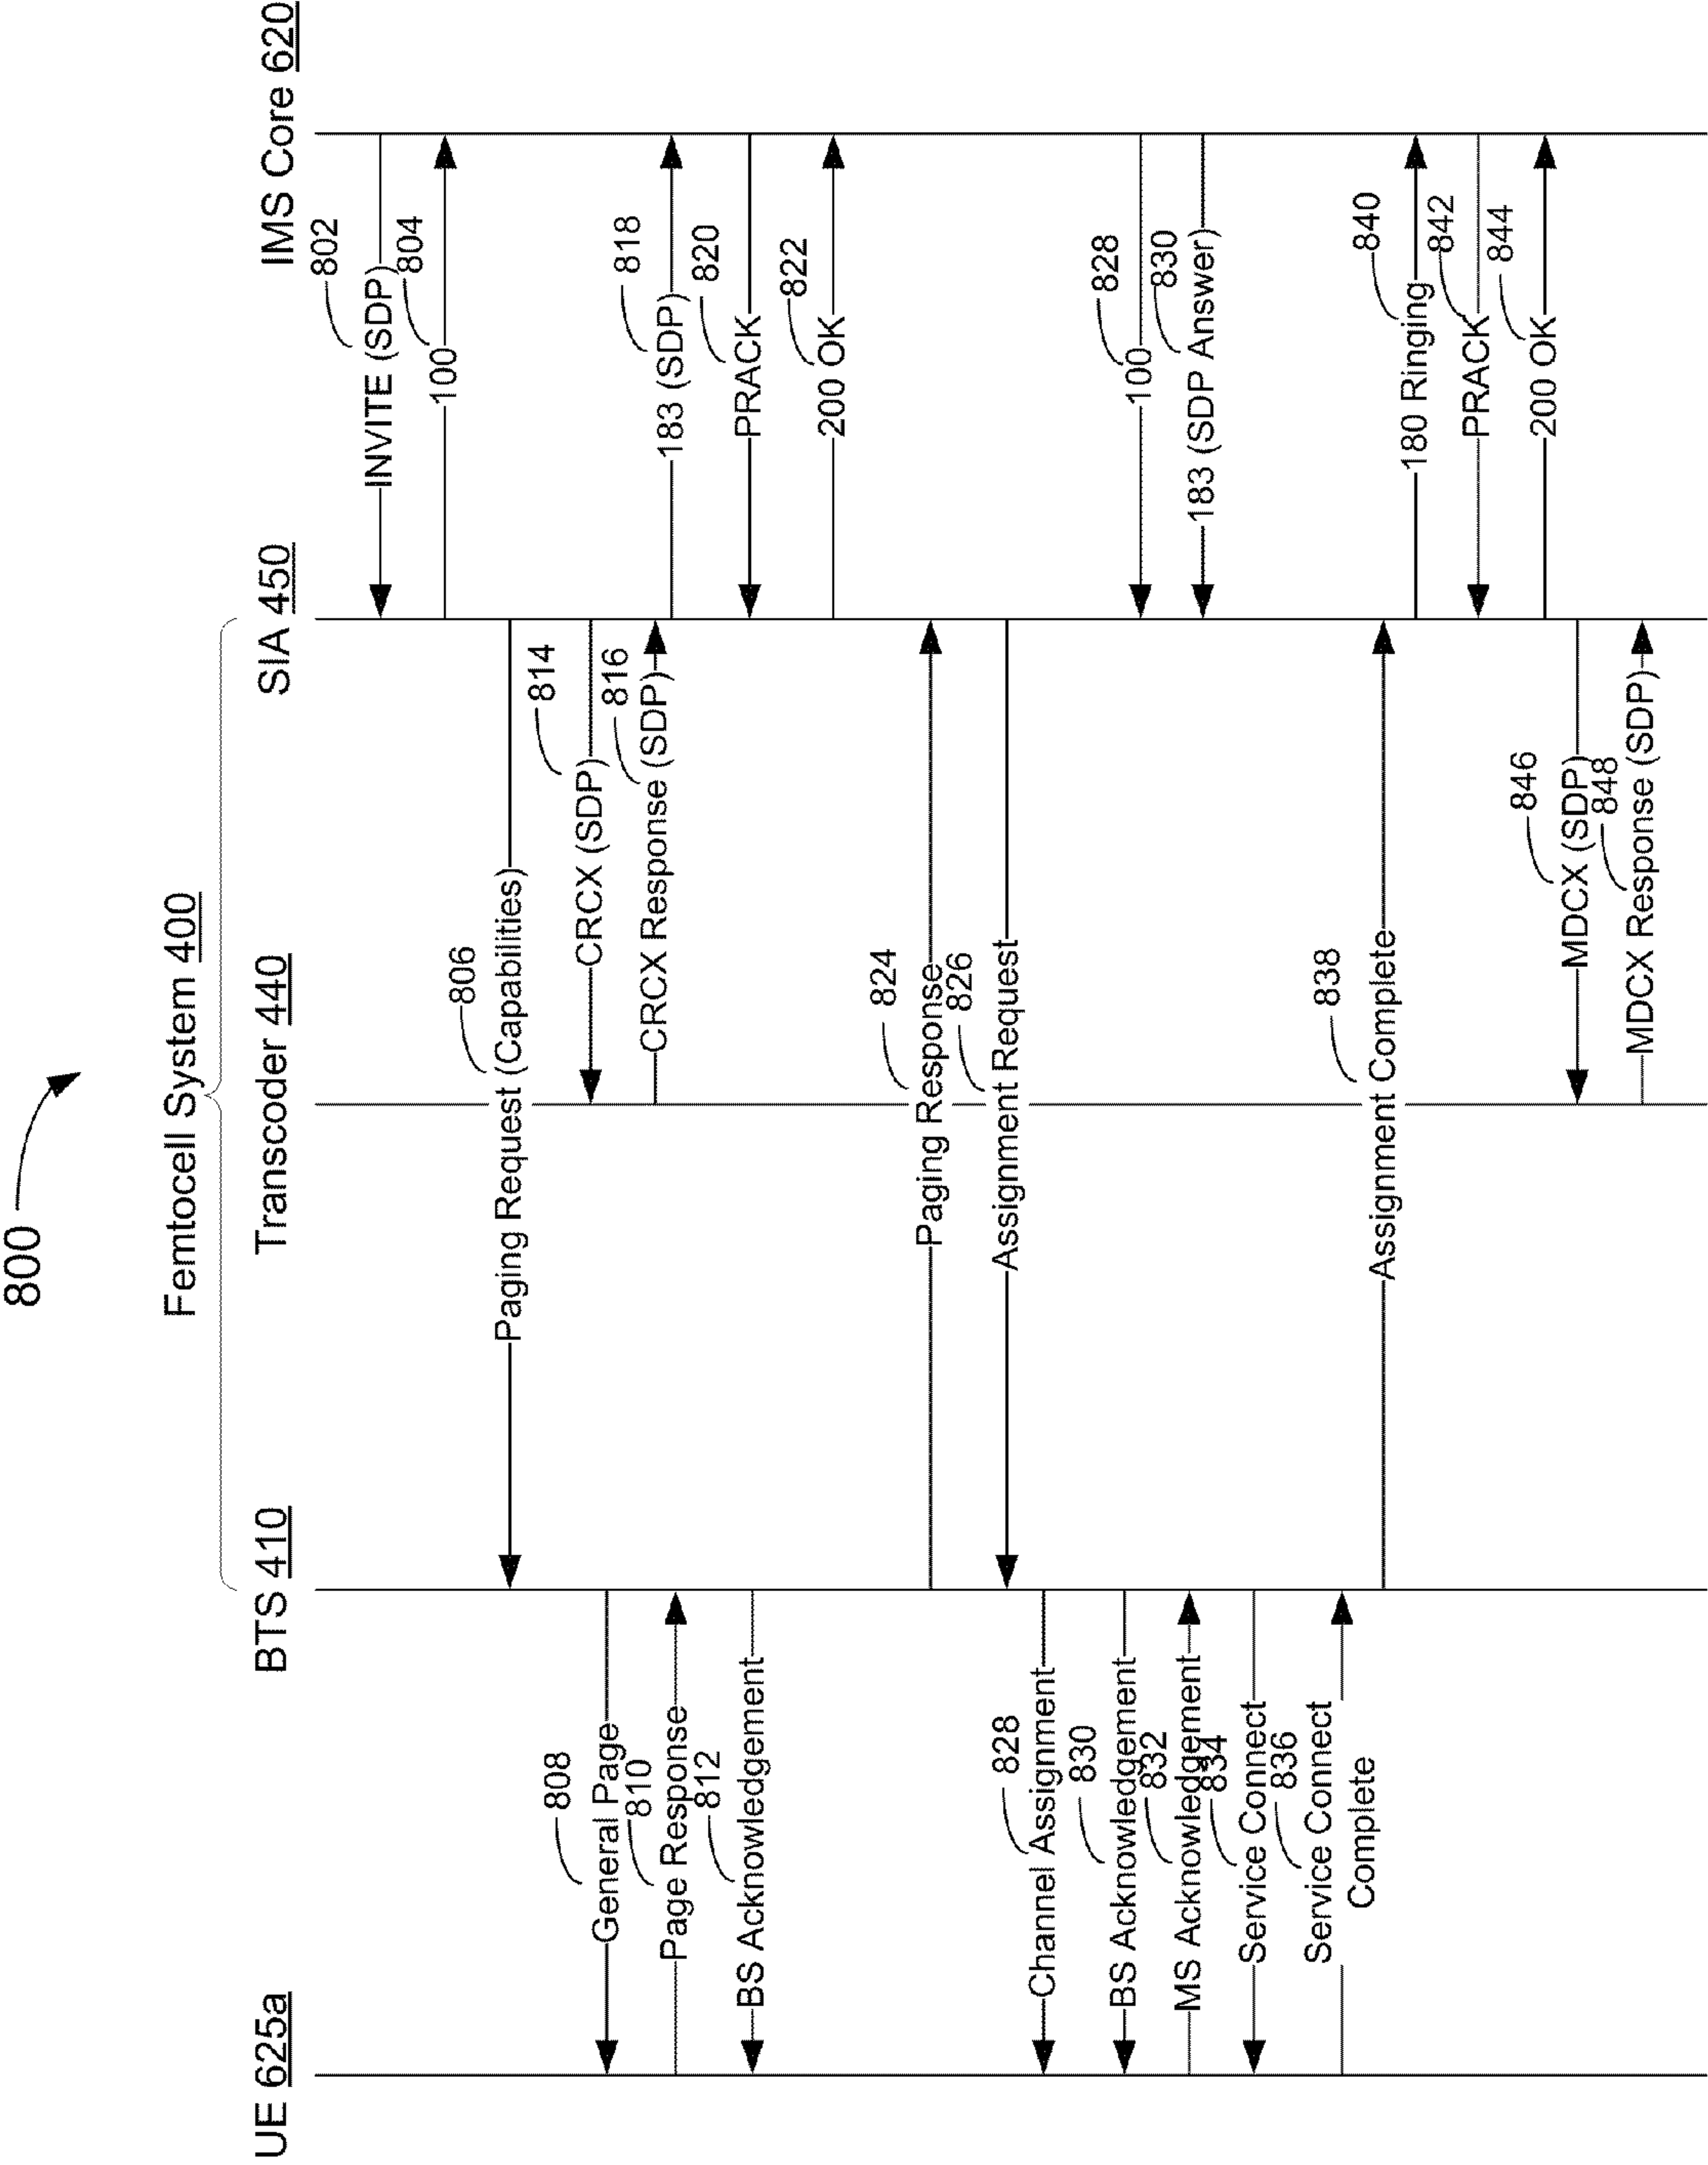 800
Femtocell System 400
UE 625a
BTS 410
Transcoder 440
SIA 450
IMS Core 620
802
INVITE (SDP)
804
100
806
Paging Request (Capabilities)
808
General Page
814
CRCX (SDP)
810
Page Response
816
CRCX Response (SDP)
818
183 (SDP)
812
BS Acknowledgement
820
PRACK
822
200 OK
824
Paging Response
826
Assignment Request
828
Channel Assignment
830
BS Acknowledgement
828
100
832
MS Acknowledgement
830
183 (SDP Answer)
834
Service Connect
836
Service Connect
Complete
838
Assignment Complete
840
180 Ringing
842
PRACK
844
200 OK
846
MDCX (SDP)
848
MDCX Response (SDP)